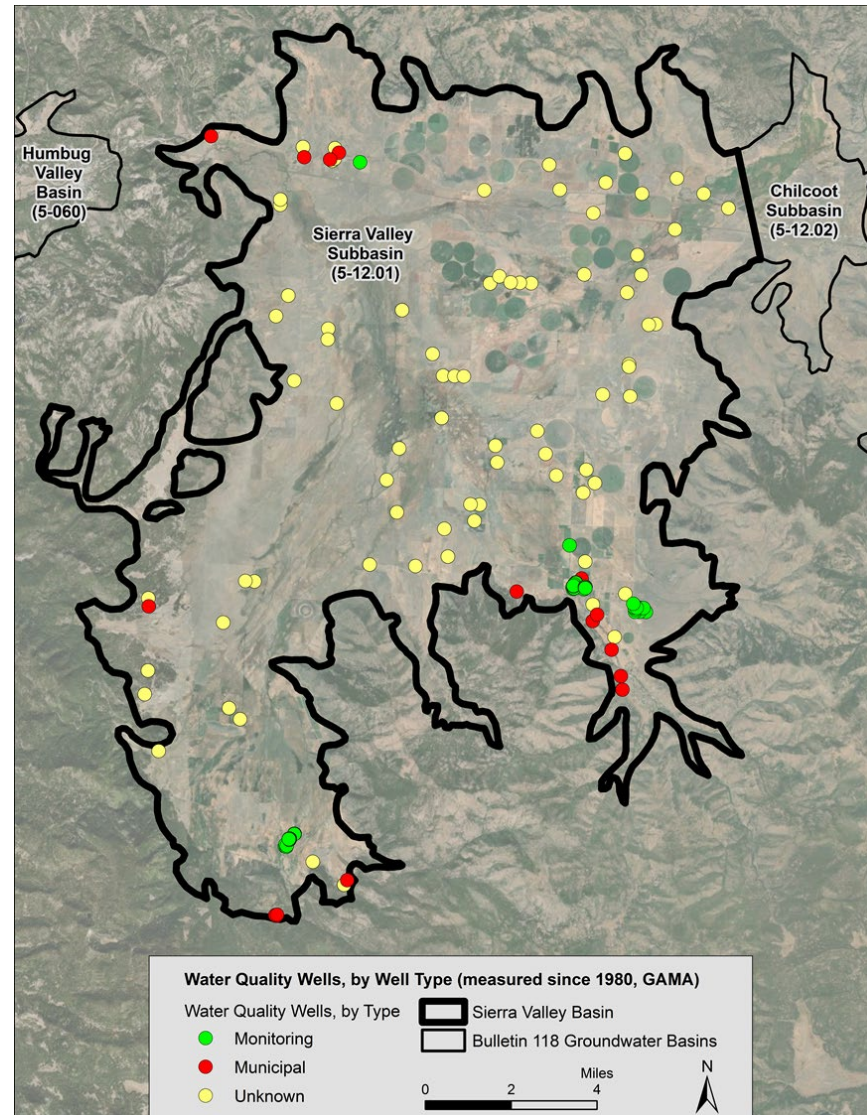 Humbug
Valley
Basin
(5-060)
Sierra Valley
Subbasin
(5-12.01)
Chilcoot
Subbasin
(5-12.02)
Water Quality Wells, by Well Type (measured since 1980, GAMA)
Water Quality Wells, by Type
Monitoring
Municipal
Unknown
Sierra Valley Basin
Bulletin 118 Groundwater Basins
Miles
0 2 4
N